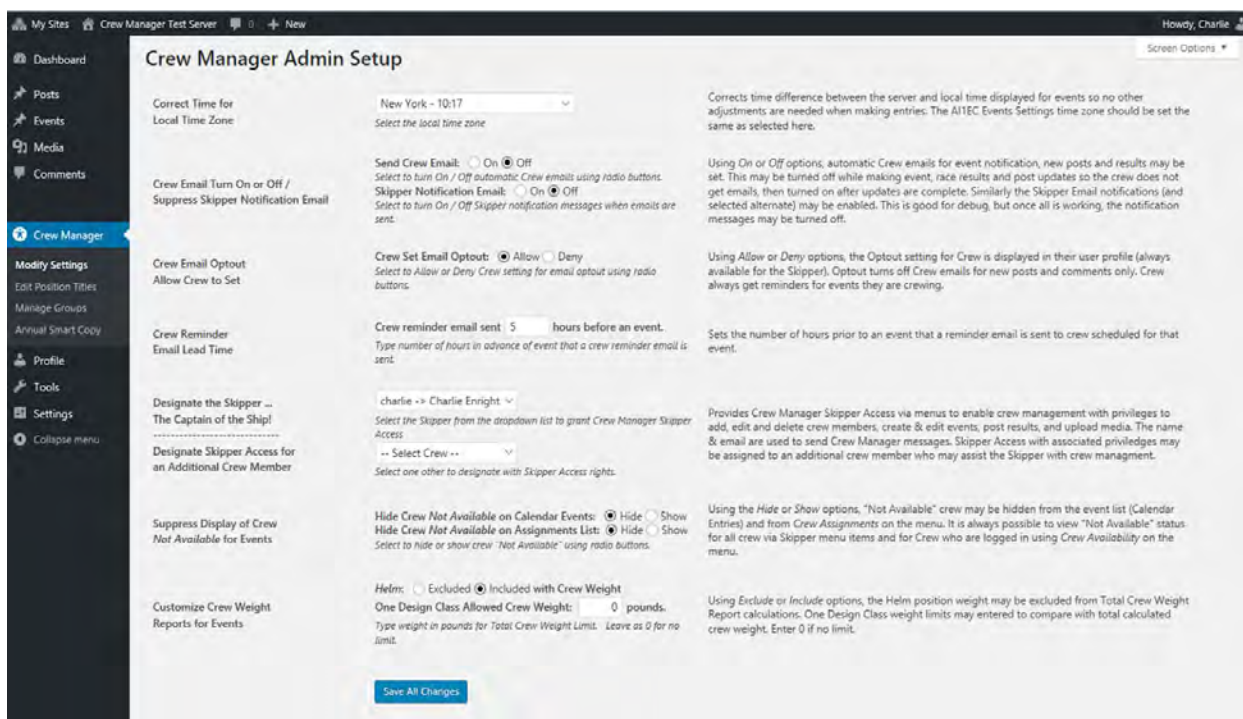 My Sites Crew Manager Test Server 0 + New Howdy, Charlie
Screen Options
Dashboard
Posts
Events
Media
Comments
Crew Manager
Modify Settings
Edit Position Titles
Manage Groups
Annual Smart Copy
Profile
Tools
Settings
Collapse menu
Crew Manager Admin Setup
Correct Time for
Local Time Zone
New York - 10:17
Select the local time zone
Corrects time difference between the server and local time displayed for events so no other
adjustments are needed when making entries. The AI1EC Events Settings time zone should be set the
same as selected here.
Crew Email Turn On or Off /
Suppress Skipper Notification Email
Send Crew Email: On Off
Select to turn On / Off automatic Crew emails using radio buttons.
Skipper Notification Email: On Off
Select to turn On / Off Skipper notification messages when emails are
sent.
Using On or Off options, automatic Crew emails for event notification, new posts and results may be
set. This may be turned off while making event, race results and post updates so the crew does not
get emails, then turned on after updates are complete. Similarly the Skipper Email notifications (and
selected alternate) may be enabled. This is good for debug, but once all is working, the notification
messages may be turned off.
Crew Email Optout
Allow Crew to Set
Crew Set Email Optout: Allow Deny
Select to Allow or Deny Crew setting for email optout using radio
buttons.
Using Allow or Deny options, the Optout setting for Crew is displayed in their user profile (always
available for the Skipper). Optout turns off Crew emails for new posts and comments only. Crew
always get reminders for events they are crewing.
Crew Reminder
Email Lead Time
Crew reminder email sent 5 hours before an event.
Type number of hours in advance of event that a crew reminder email is
sent.
Sets the number of hours prior to an event that a reminder email is sent to crew scheduled for that
event.
Designate the Skipper ...
The Captain of the Ship!
----------------------------
Designate Skipper Access for
an Additional Crew Member
charlie -> Charlie Enright
Select the Skipper from the dropdown list to grant Crew Manager Skipper
Access
-- Select Crew --
Select one other to designate with Skipper Access rights.
Provides Crew Manager Skipper Access via menus to enable crew management with privileges to
add, edit and delete crew members, create & edit events, post results, and upload media. The name
& email are used to send Crew Manager messages. Skipper Access with associated priviledges may
be assigned to an additional crew member who may assist the Skipper with crew managment.
Suppress Display of Crew
Not Available for Events
Hide Crew Not Available on Calendar Events: Hide Show
Hide Crew Not Available on Assignments List: Hide Show
Select to hide or show crew "Not Available" using radio buttons.
Using the Hide or Show options, "Not Available" crew may be hidden from the event list (Calendar
Entries) and from Crew Assignments on the menu. It is always possible to view "Not Available" status
for all crew via Skipper menu items and for Crew who are logged in using Crew Availability on the
menu.
Customize Crew Weight
Reports for Events
Helm: Excluded Included with Crew Weight
One Design Class Allowed Crew Weight: 0 pounds.
Type weight in pounds for Total Crew Weight Limit. Leave as 0 for no
limit.
Using Exclude or Include options, the Helm position weight may be excluded from Total Crew Weight
Report calculations. One Design Class weight limits may entered to compare with total calculated
crew weight. Enter 0 if no limit.
Save All Changes